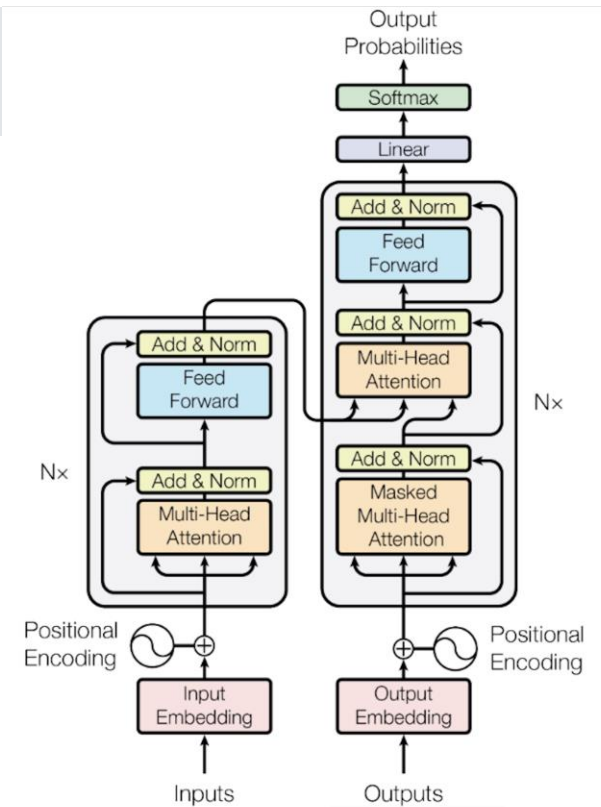 Output
Probabilities
Softmax
Linear
Add & Norm
Feed
Forward
Add & Norm
Multi-Head
Attention
Add & Norm
Masked
Multi-Head
Attention
Nx
Add & Norm
Feed
Forward
Add & Norm
Multi-Head
Attention
Nx
Positional
Encoding
Positional
Encoding
Input
Embedding
Output
Embedding
Inputs
Outputs